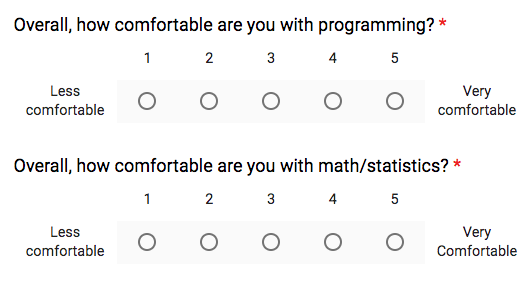 Overall, how comfortable are you with programming? *
1 2 3 4 5
Less comfortable
Very comfortable
Overall, how comfortable are you with math/statistics? *
1 2 3 4 5
Less comfortable
Very Comfortable